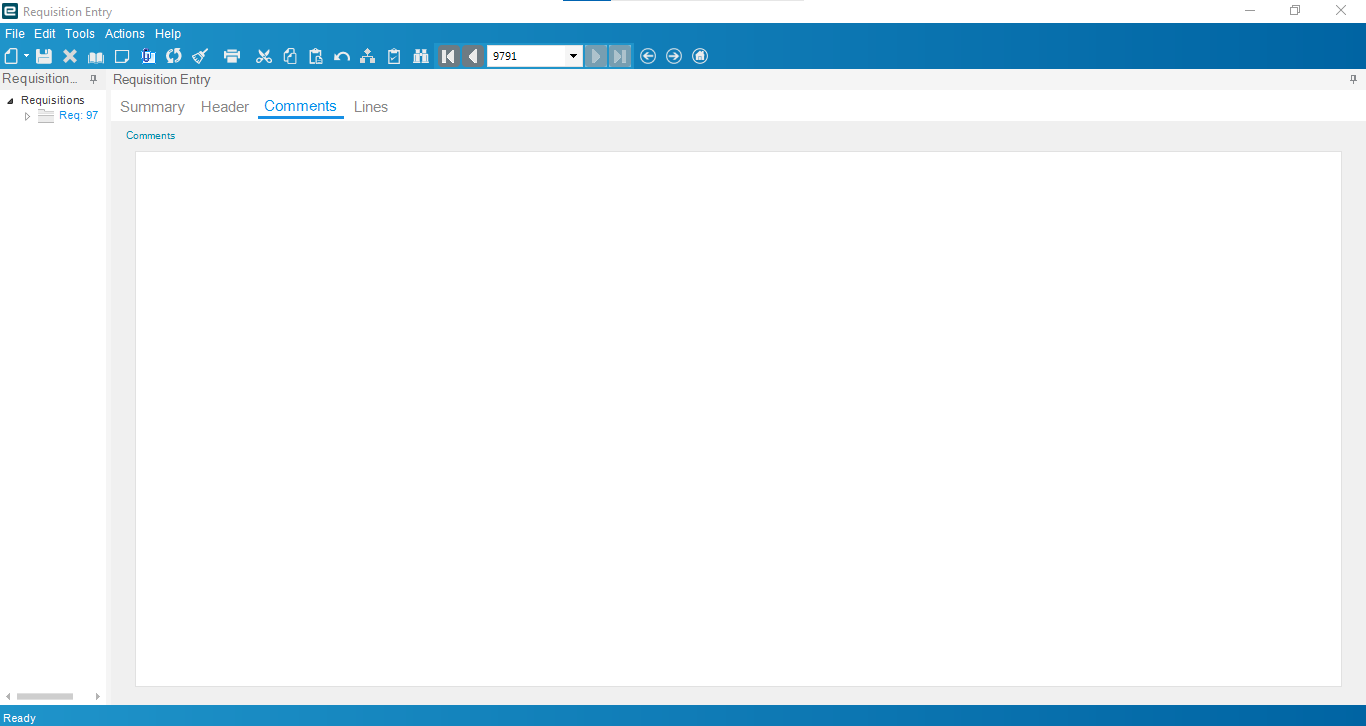 Requisition Entry
File Edit Tools Actions Help
9791
Requisition...
Requisition Entry
Requisitions
Req: 97
Summary Header Comments Lines
Comments
Ready